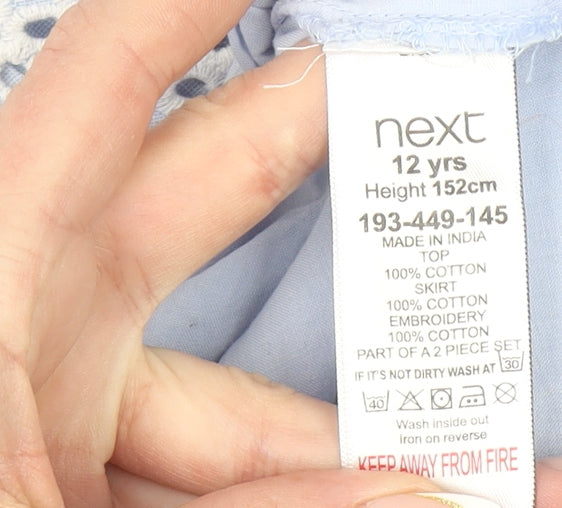 next
12 yrs
Height 152cm
193-449-145
MADE IN INDIA
TOP
100% COTTON
SKIRT
100% COTTON
EMBROIDERY
100% COTTON
PART OF A 2 PIECE SET
IF IT'S NOT DIRTY WASH AT 30
40
Wash inside out
iron on reverse
KEEP AWAY FROM FIRE